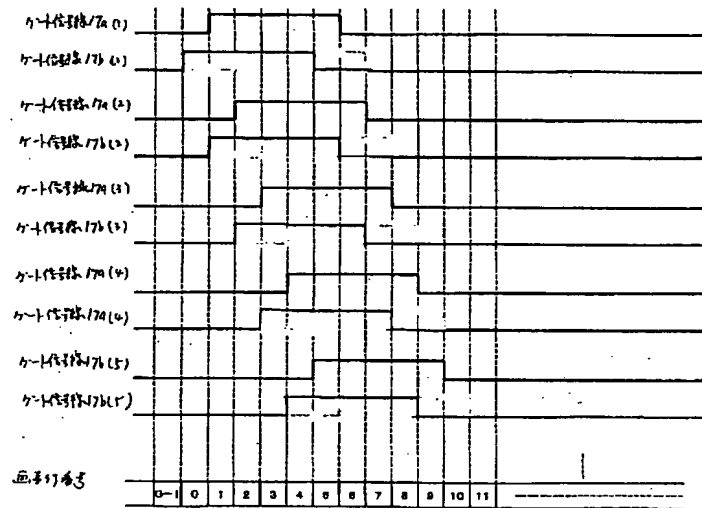 ゲート信号線17a(1)
ゲート信号線17b(1)
ゲート信号線17a(2)
ゲート信号線17b(2)
ゲート信号線17a(3)
ゲート信号線17b(3)
ゲート信号線17a(4)
ゲート信号線17a(4)
ゲート信号線17b(5)
ゲート信号線17b(5)
画素行番号
0-1 0 1 2 3 4 5 6 7 8 9 10 11